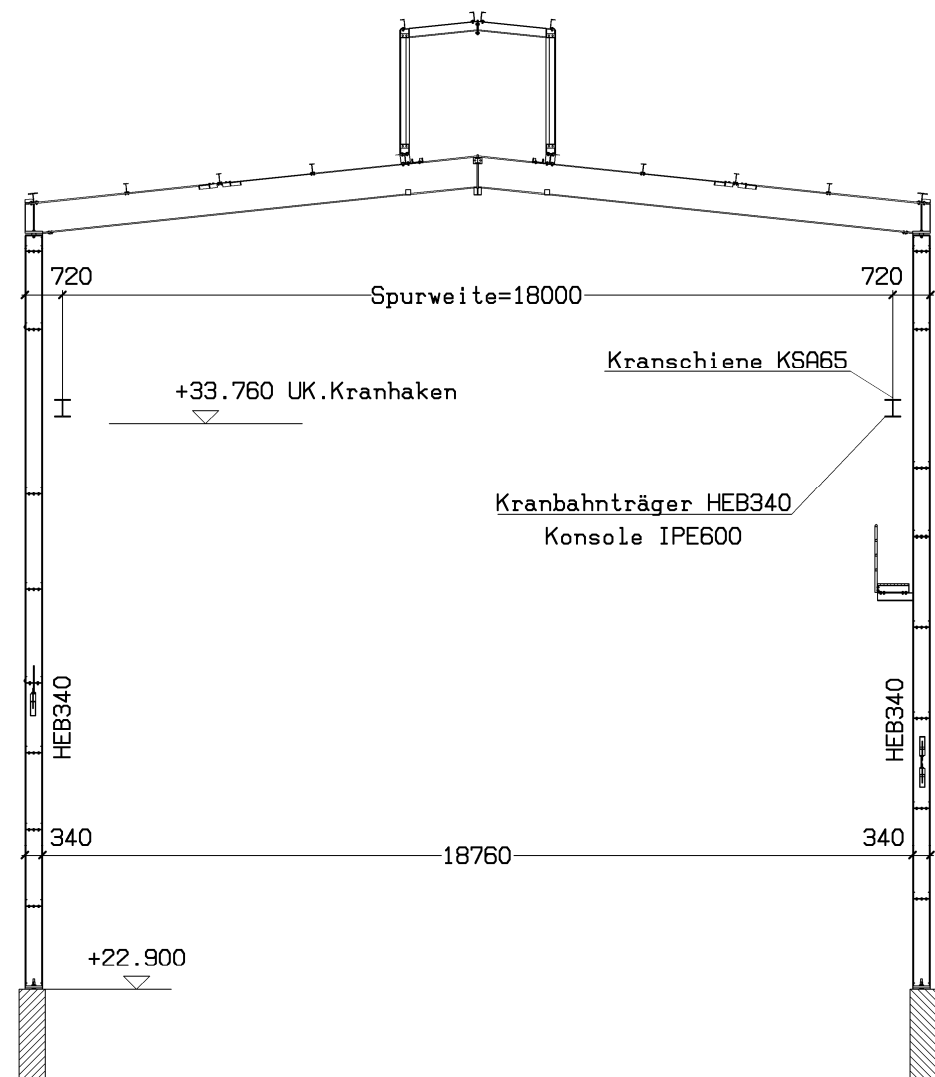 720
720
Spurweite=18000
Kranschiene KSA65
+33.760 UK.Kranhaken
Kranbahnträger HEB340
Konsole IPE600
HEB340
HEB340
340
340
18760
+22.900